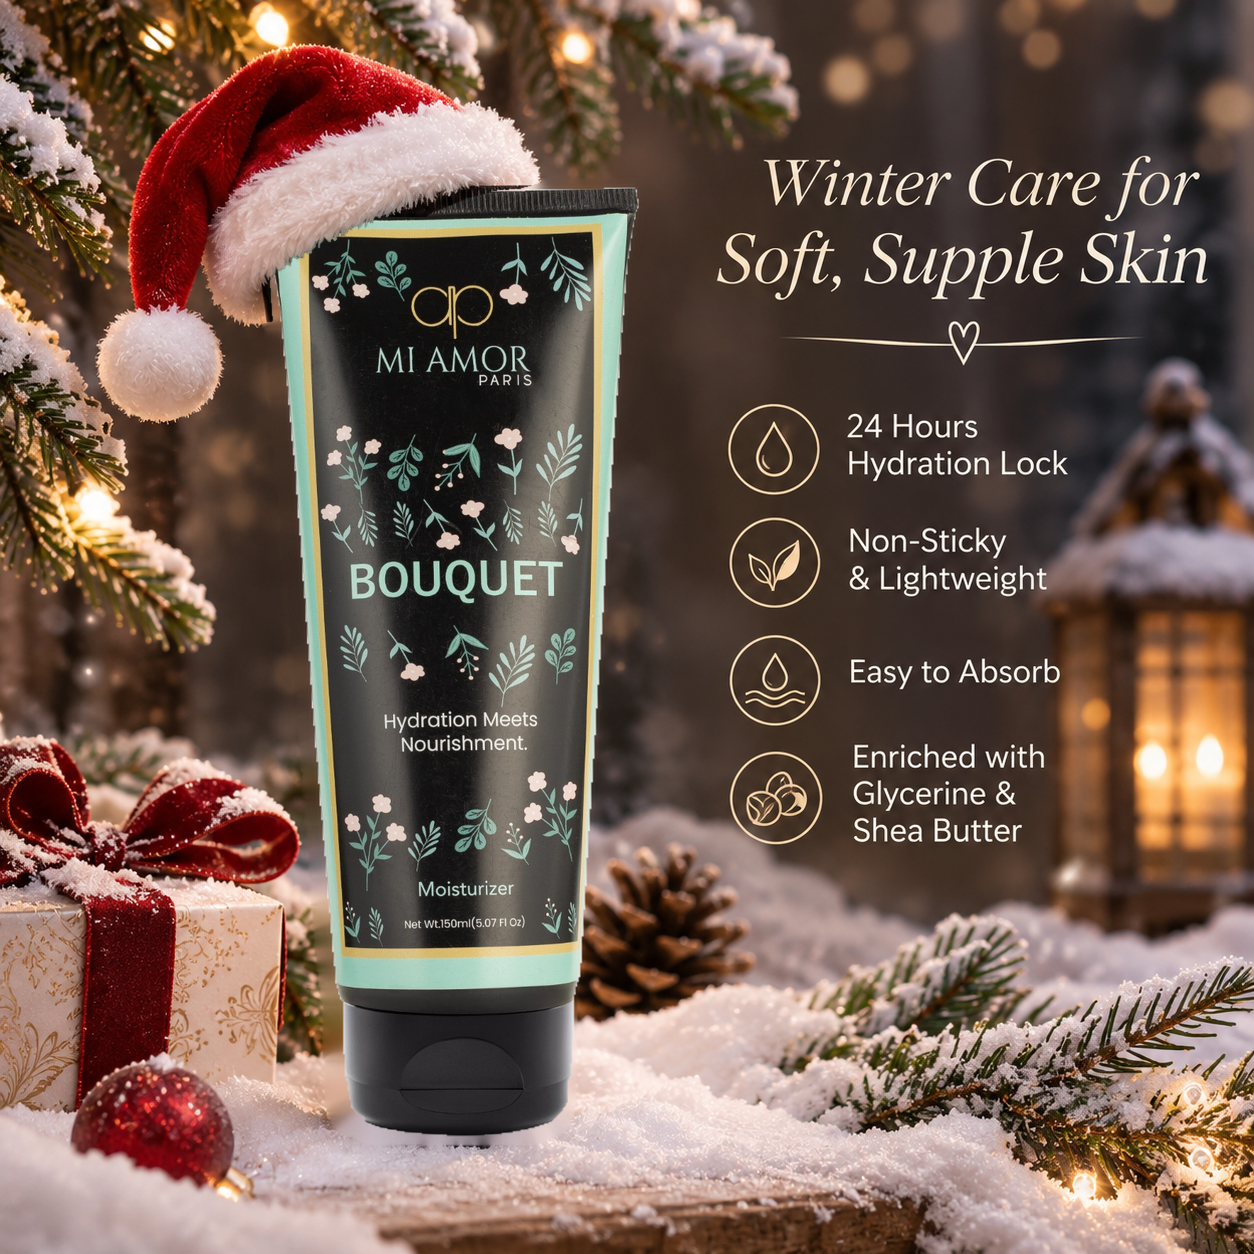 Winter Care for
Soft, Supple Skin
24 Hours
Hydration Lock
Non-Sticky
& Lightweight
Easy to Absorb
Enriched with
Glycerine &
Shea Butter
ap
MI AMOR
PARIS
BOUQUET
Hydration Meets
Nourishment.
Moisturizer
Net Wt.150ml(5.07 Fl Oz)